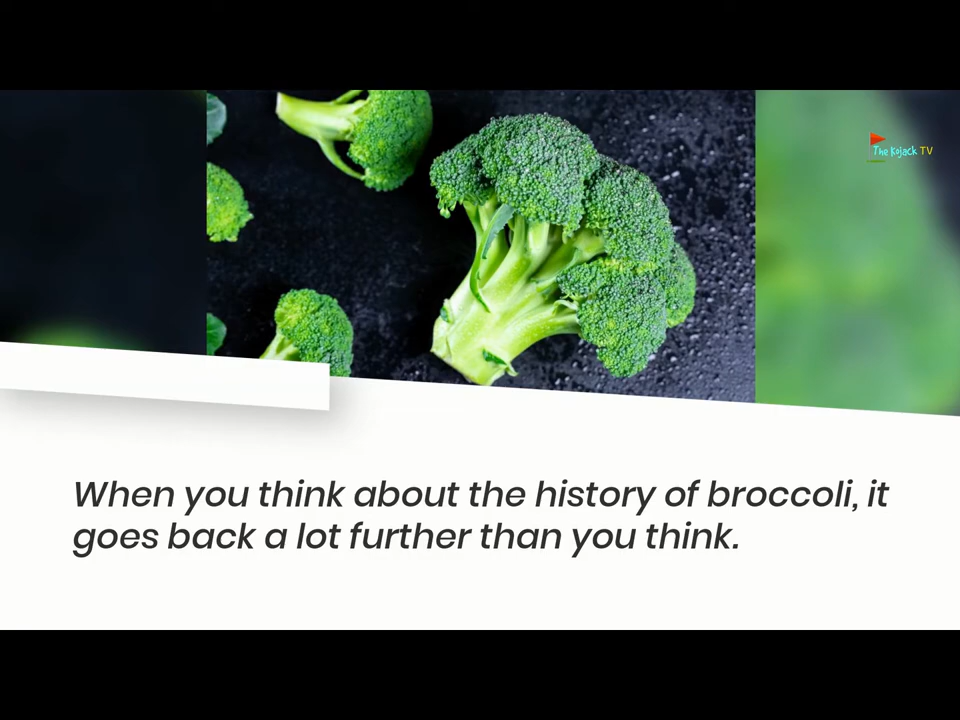 The Kojack TV
When you think about the history of broccoli, it
goes back a lot further than you think.